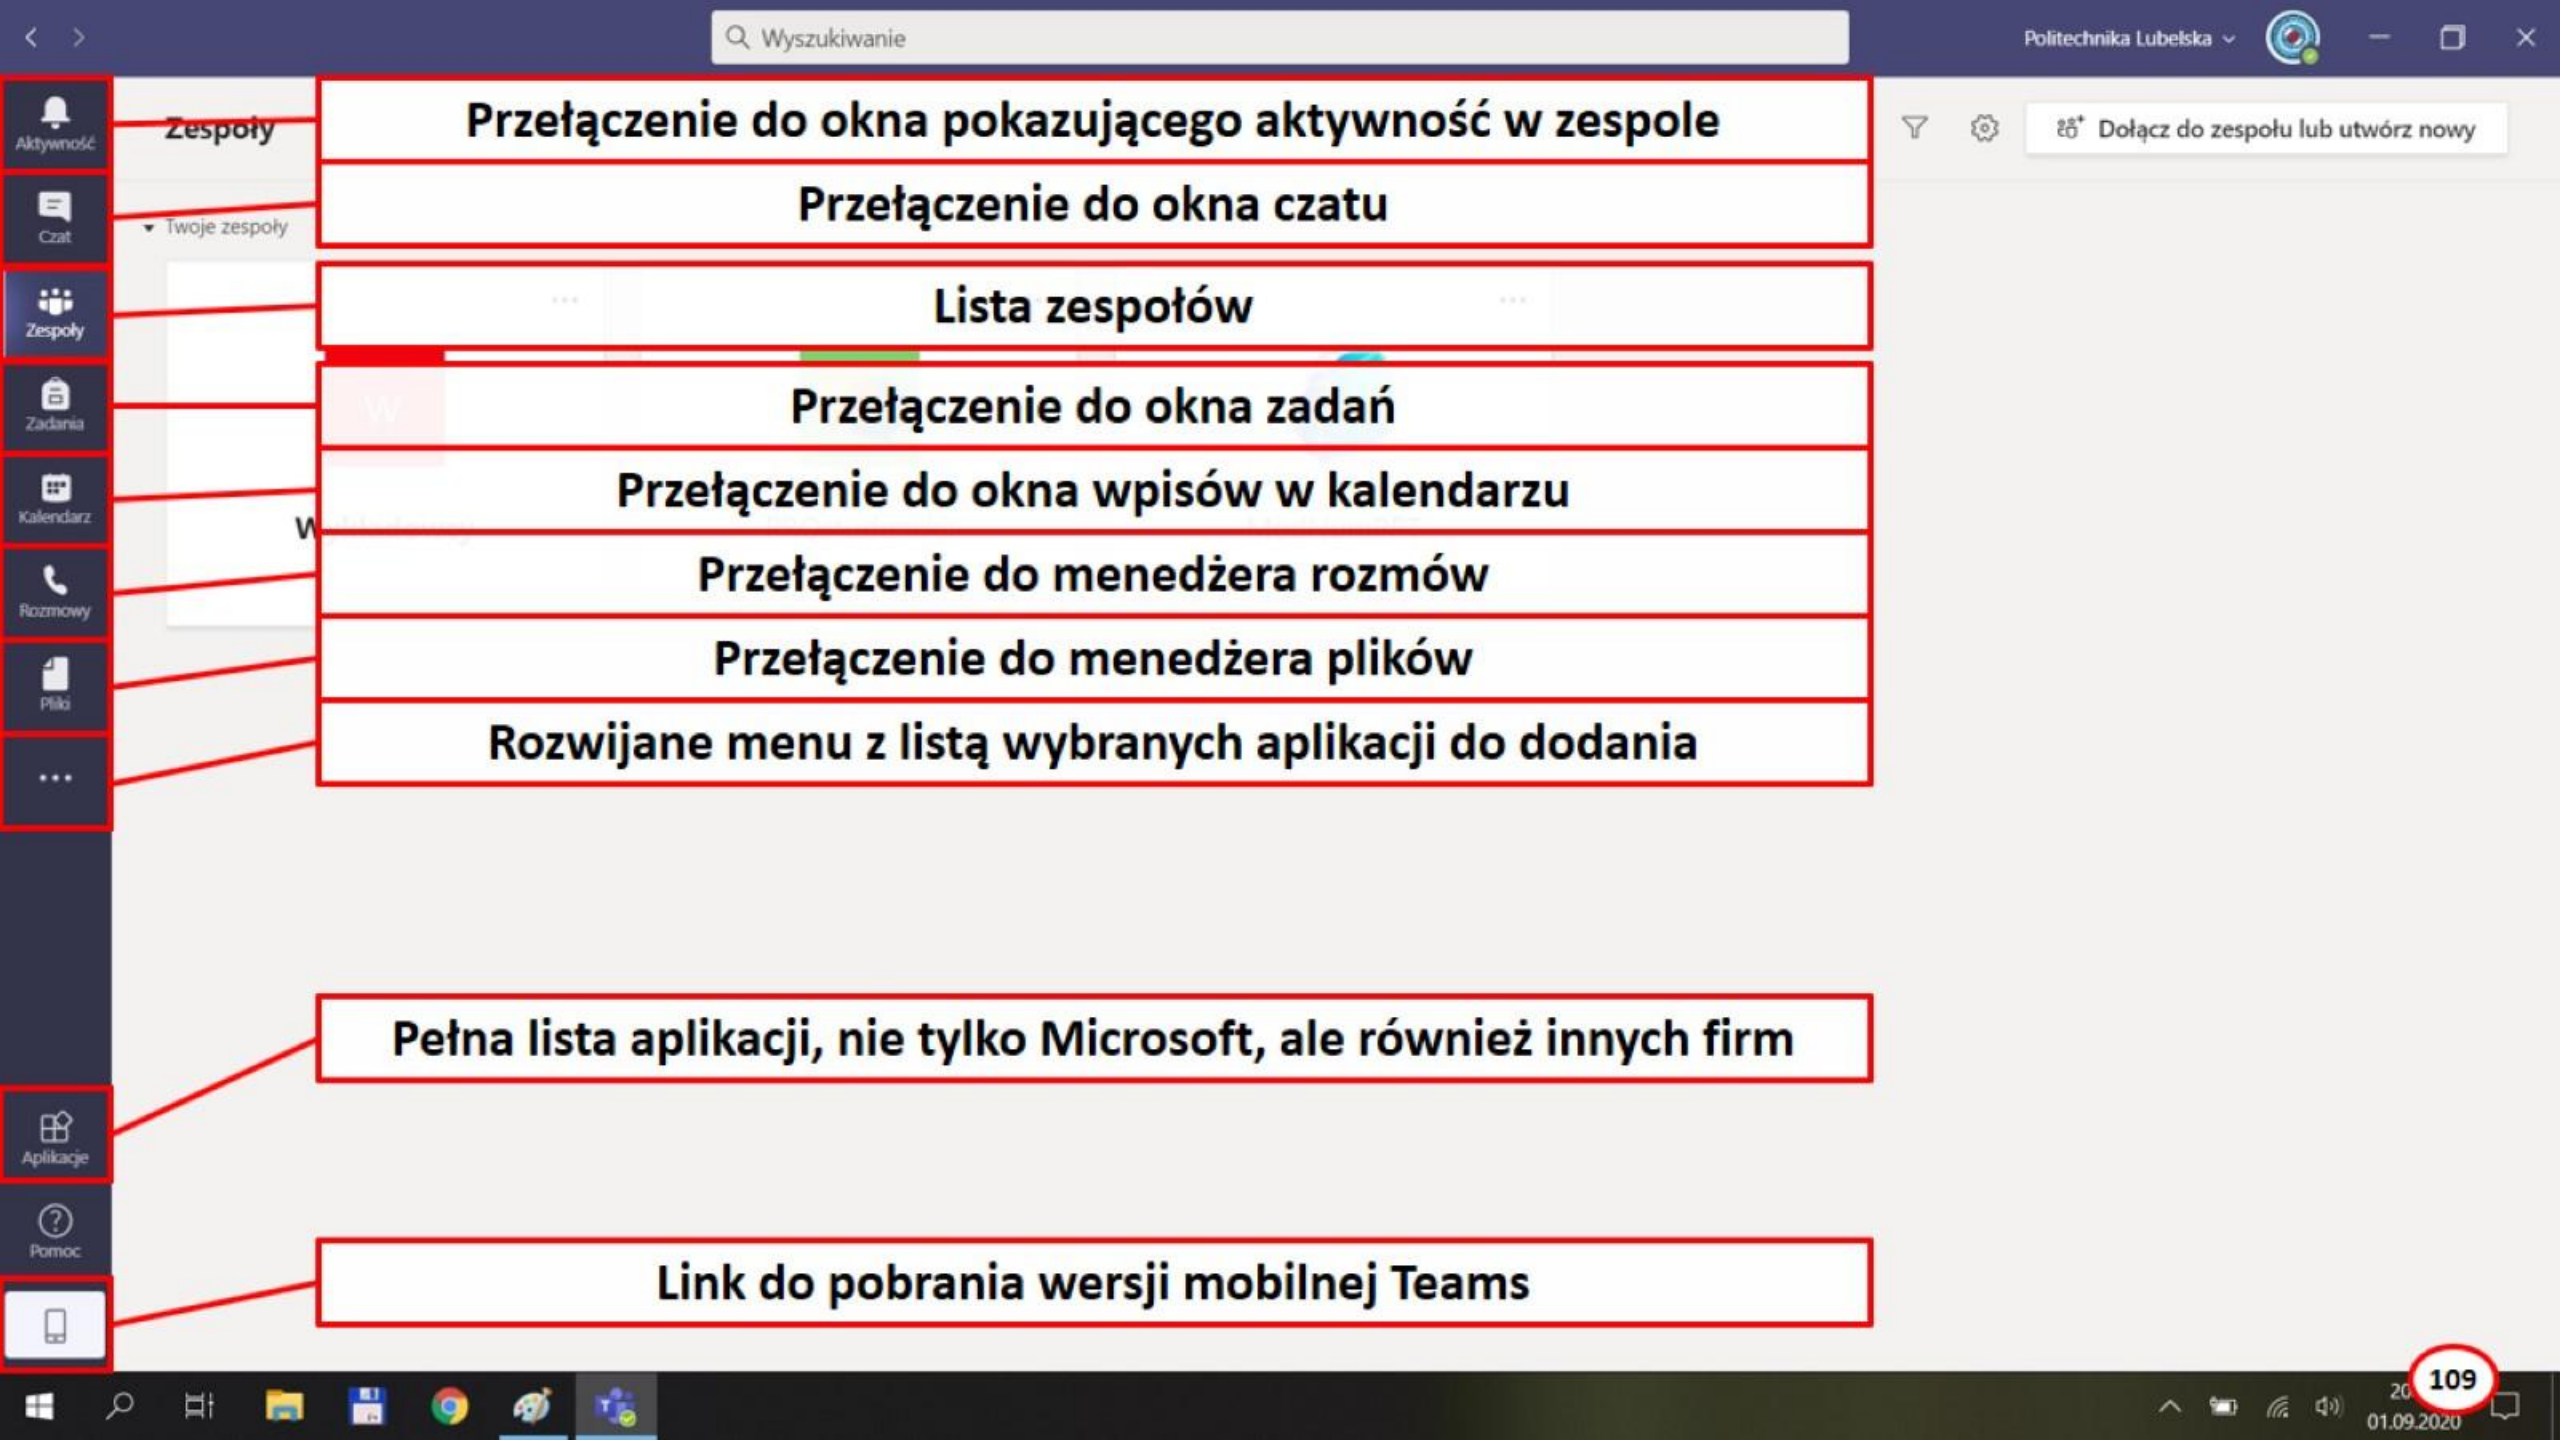 Wyszukiwanie
Politechnika Lubelska
Aktywność
Zespoły
Przełączenie do okna pokazującego aktywność w zespole
Dołącz do zespołu lub utwórz nowy
Czat
Twoje zespoły
Przełączenie do okna czatu
Zespoły
Lista zespołów
Zadania
W
Przełączenie do okna zadań
Kalendarz
Przełączenie do okna wpisów w kalendarzu
Rozmowy
Przełączenie do menedżera rozmów
Pliki
Przełączenie do menedżera plików
Rozwijane menu z listą wybranych aplikacji do dodania
Pełna lista aplikacji, nie tylko Microsoft, ale również innych firm
Aplikacje
Pomoc
Link do pobrania wersji mobilnej Teams
109
01.09.2020